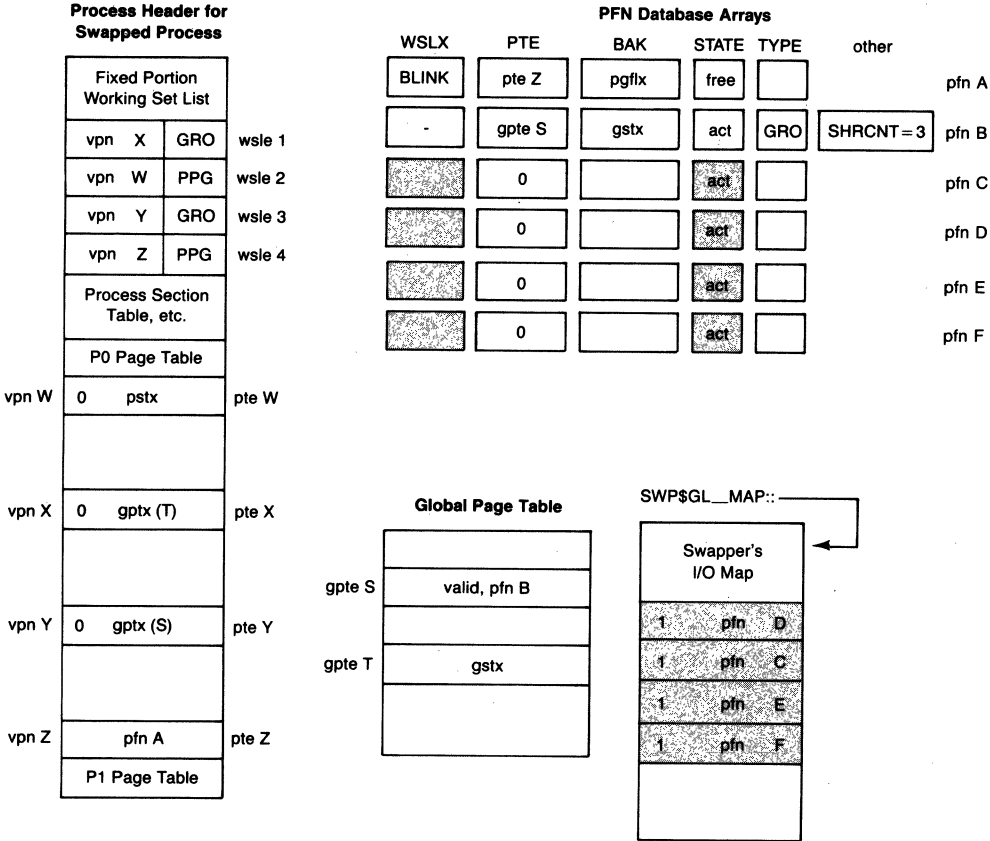 Process Header for
Swapped Process
Fixed Portion
Working Set List
vpn X GRO wsle 1
vpn W PPG wsle 2
vpn Y GRO wsle 3
vpn Z PPG wsle 4
Process Section
Table, etc.
P0 Page Table
vpn W 0 pstx pte W
vpn X 0 gptx (T) pte X
vpn Y 0 gptx (S) pte Y
vpn Z pfn A pte Z
P1 Page Table
PFN Database Arrays
WSLX PTE BAK STATE TYPE other
BLINK pte Z pgflx free pfn A
- gpte S gstx act GRO SHRCNT = 3 pfn B
0 act pfn C
0 act pfn D
0 act pfn E
0 act pfn F
Global Page Table
gpte S valid, pfn B
gpte T gstx
SWP$GL__MAP::
Swapper's
I/O Map
1 pfn D
1 pfn C
1 pfn E
1 pfn F